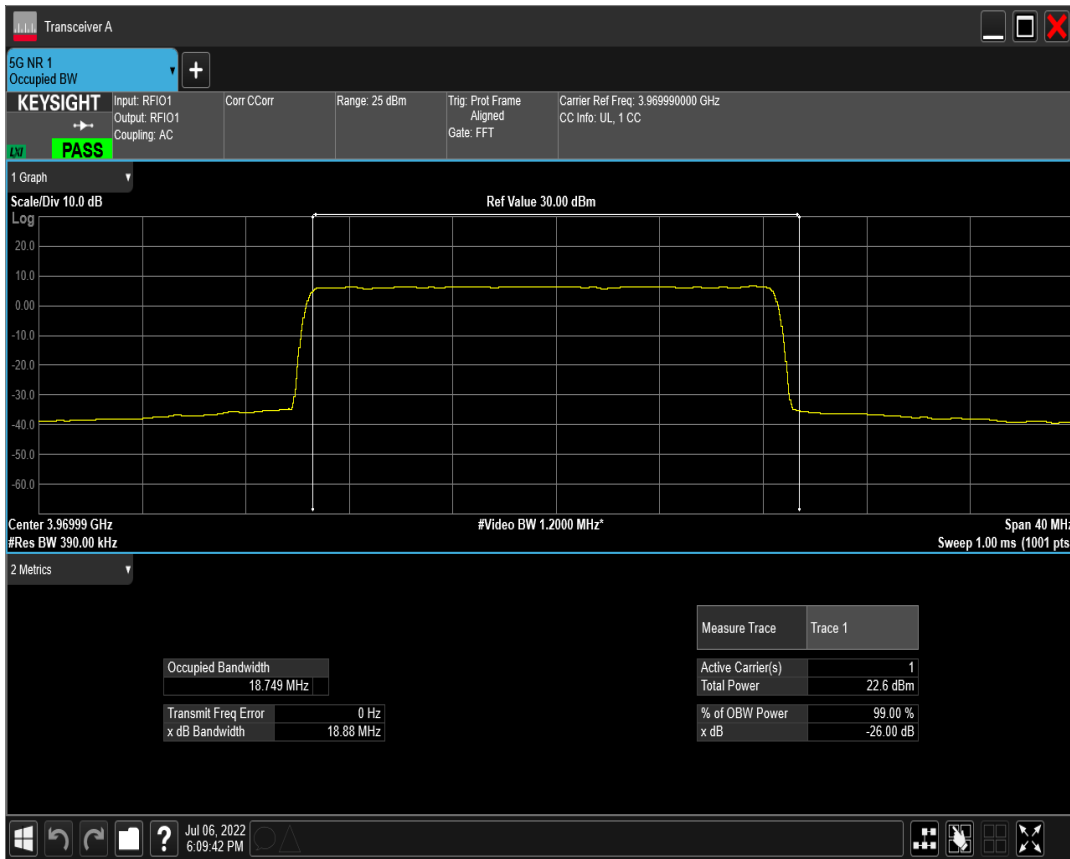 Transceiver A
5G NR 1
Occupied BW
KEYSIGHT
LXI
PASS
Input: RFIO1
Output: RFIO1
Coupling: AC
Corr CCorr
Range: 25 dBm
Trig: Prot Frame
Aligned
Gate: FFT
Carrier Ref Freq: 3.969990000 GHz
CC Info: UL, 1 CC
1 Graph
Scale/Div 10.0 dB
Ref Value 30.00 dBm
Log
20.0
10.0
0.00
-10.0
-20.0
-30.0
-40.0
-50.0
-60.0
Center 3.96999 GHz
#Video BW 1.2000 MHz*
Span 40 MHz
#Res BW 390.00 kHz
Sweep 1.00 ms (1001 pts
2 Metrics
Measure Trace Trace 1
Occupied Bandwidth
18.749 MHz
Active Carrier(s) 1
Total Power 22.6 dBm
Transmit Freq Error 0 Hz
x dB Bandwidth 18.88 MHz
% of OBW Power 99.00 %
x dB -26.00 dB
?
Jul 06, 2022
6:09:42 PM